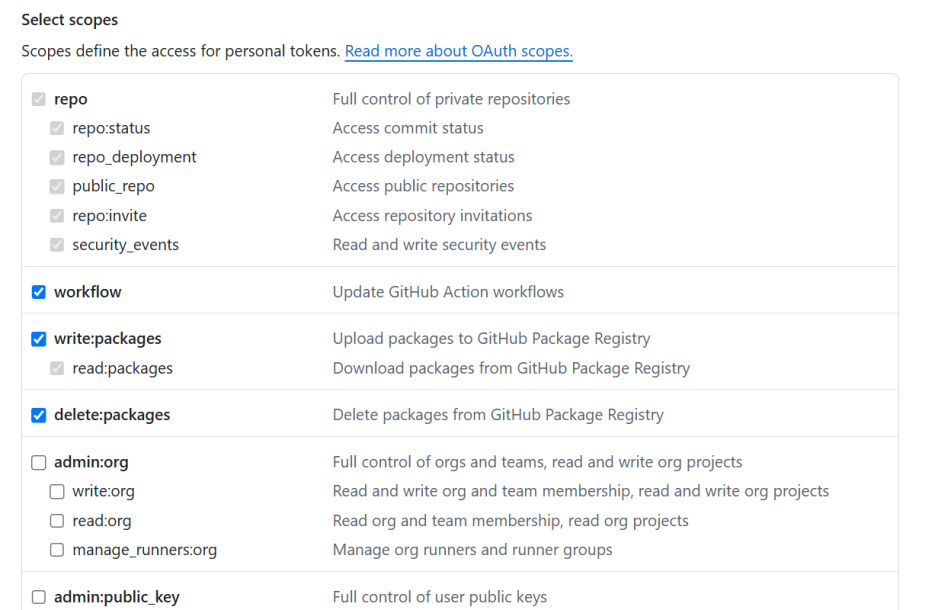 Select scopes
Scopes define the access for personal tokens. Read more about OAuth scopes.
repo Full control of private repositories
repo:status Access commit status
repo_deployment Access deployment status
public_repo Access public repositories
repo:invite Access repository invitations
security_events Read and write security events
workflow Update GitHub Action workflows
write:packages Upload packages to GitHub Package Registry
read:packages Download packages from GitHub Package Registry
delete:packages Delete packages from GitHub Package Registry
admin:org Full control of orgs and teams, read and write org projects
write:org Read and write org and team membership, read and write org projects
read:org Read org and team membership, read org projects
manage_runners:org Manage org runners and runner groups
admin:public_key Full control of user public keys